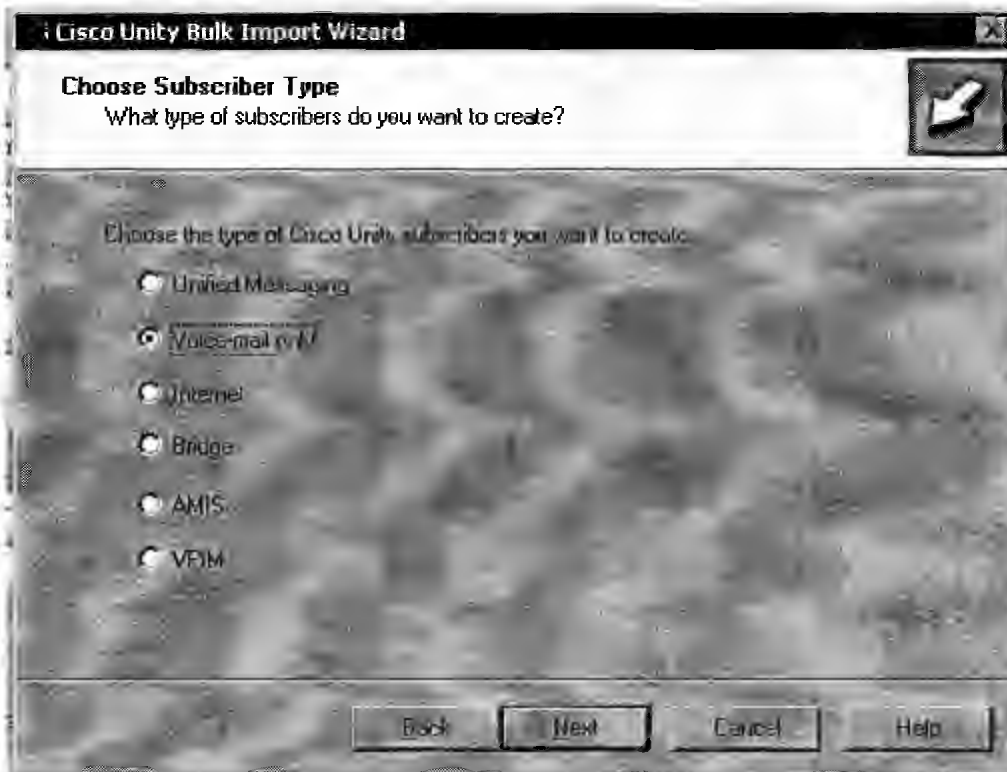 Cisco Unity Bulk Import Wizard
Choose Subscriber Type
What type of subscribers do you want to create?
Choose the type of Cisco Unity subscribers you want to create.
Unified Messaging
Voice-mail only
Internet
Bridge
AMIS
VPIM
Back
Next
Cancel
Help